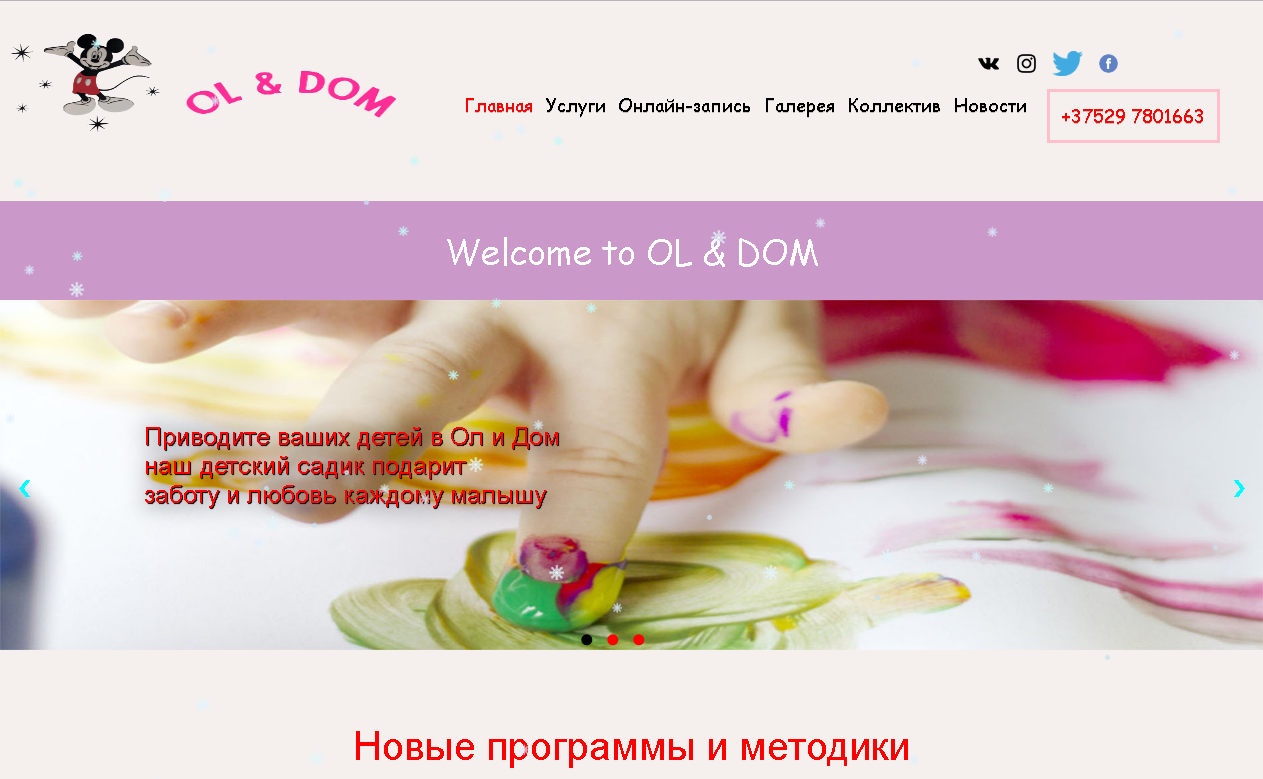 OL & DOM
Главная Услуги Онлайн-запись Галерея Коллектив Новости
+37529 7801663
Welcome to OL & DOM
Приводите ваших детей в Ол и Дом
наш детский садик подарит
заботу и любовь каждому малышу
Новые программы и методики